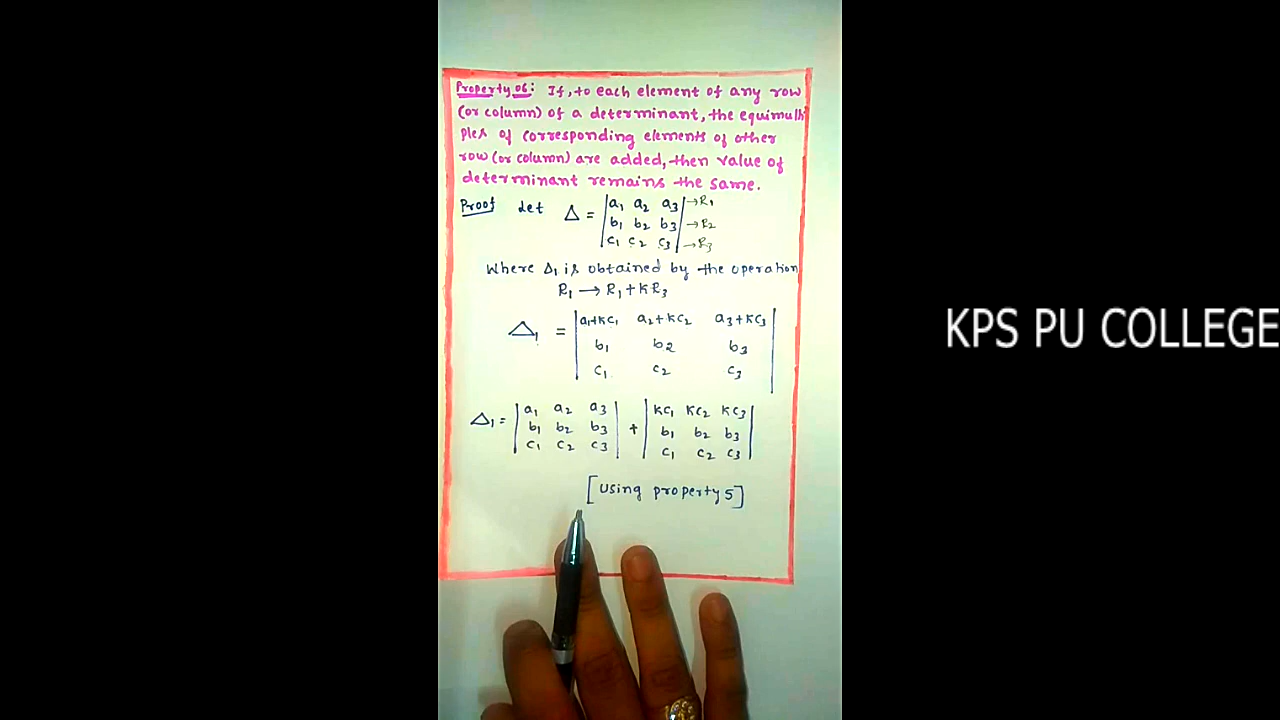 Property 06: If, to each element of any row
(or column) of a determinant, the equimulti
ples of corresponding elements of other
row (or column) are added, then value of
determinant remains the same.
Proof det Δ = |a₁ a₂ a₃| →R₁
|b₁ b₂ b₃| →R₂
|c₁ c₂ c₃| →R₃
Where Δ₁ is obtained by the operation
R₁ → R₁ + KR₃
Δ₁ = |a₁+Kc₁ a₂+Kc₂ a₃+Kc₃|
|b₁ b₂ b₃|
|c₁ c₂ c₃|
Δ₁ = |a₁ a₂ a₃| + |Kc₁ Kc₂ Kc₃|
|b₁ b₂ b₃| |b₁ b₂ b₃|
|c₁ c₂ c₃| |c₁ c₂ c₃|
[Using property 5]
KPS PU COLLEGE